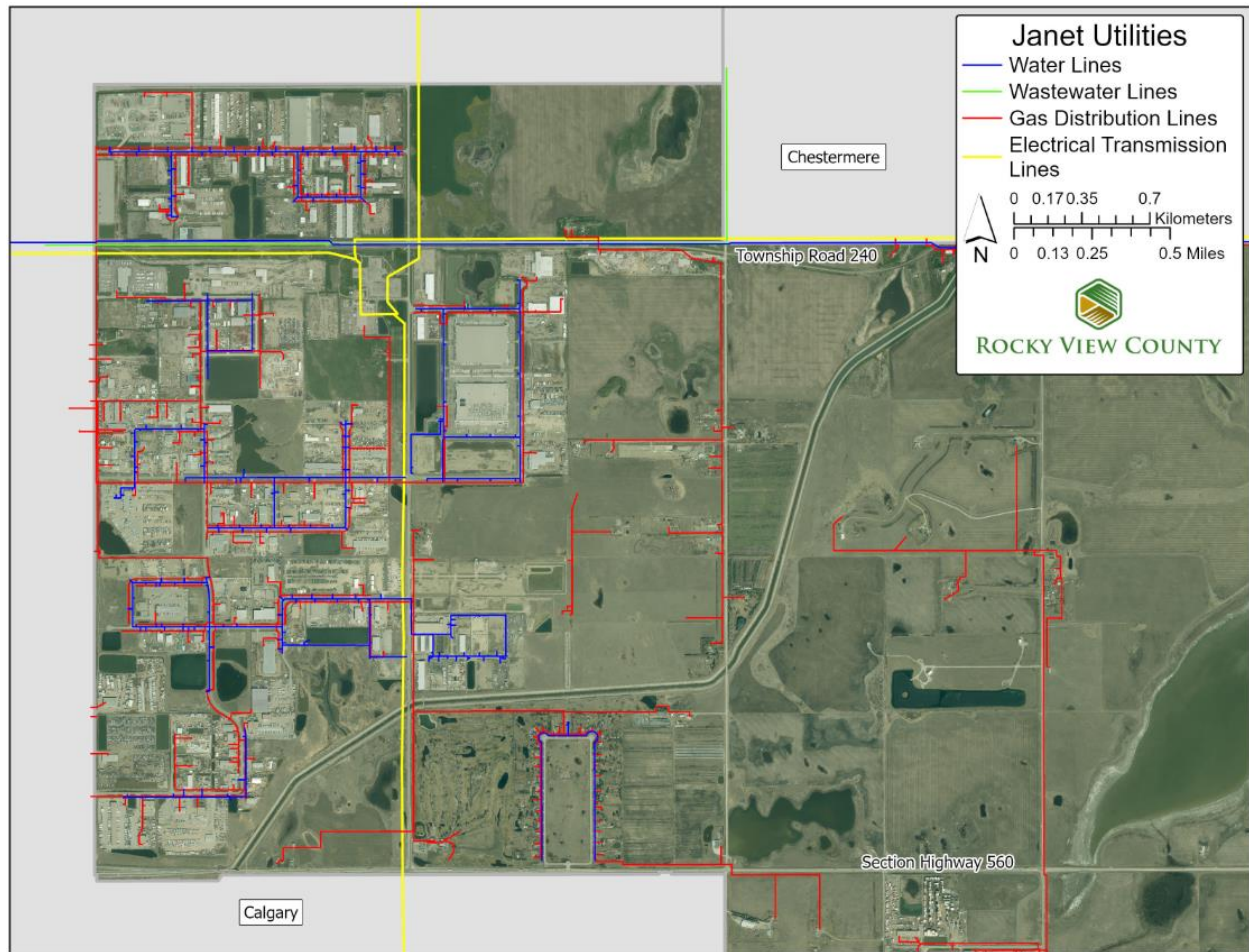 Janet Utilities
Water Lines
Wastewater Lines
Gas Distribution Lines
Electrical Transmission
Lines
0 0.17 0.35 0.7
Kilometers
0 0.13 0.25 0.5 Miles
N
ROCKY VIEW COUNTY
Chestermere
Township Road 240
Section Highway 560
Calgary